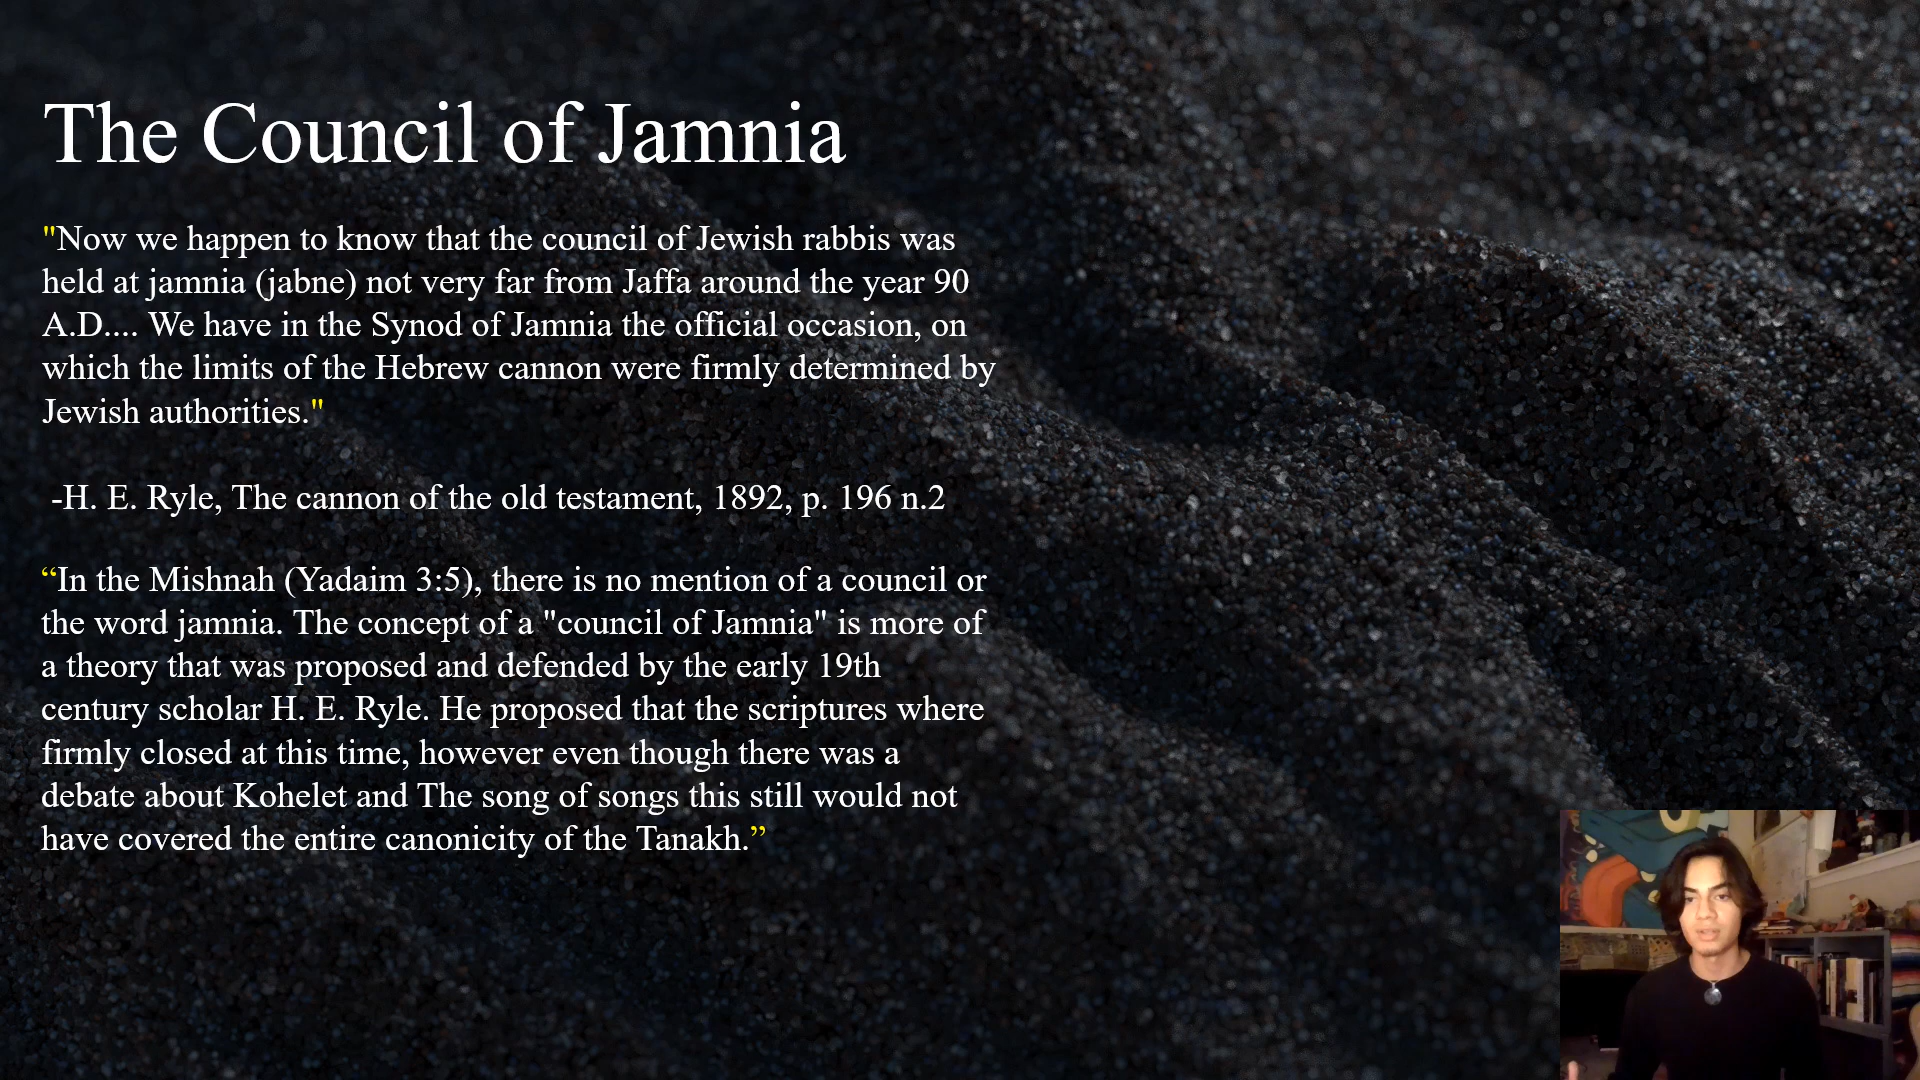 The Council of Jamnia
"Now we happen to know that the council of Jewish rabbis was
held at jamnia (jabne) not very far from Jaffa around the year 90
A.D.... We have in the Synod of Jamnia the official occasion, on
which the limits of the Hebrew cannon were firmly determined by
Jewish authorities."
-H. E. Ryle, The cannon of the old testament, 1892, p. 196 n.2
“In the Mishnah (Yadaim 3:5), there is no mention of a council or
the word jamnia. The concept of a "council of Jamnia" is more of
a theory that was proposed and defended by the early 19th
century scholar H. E. Ryle. He proposed that the scriptures where
firmly closed at this time, however even though there was a
debate about Kohelet and The song of songs this still would not
have covered the entire canonicity of the Tanakh.”